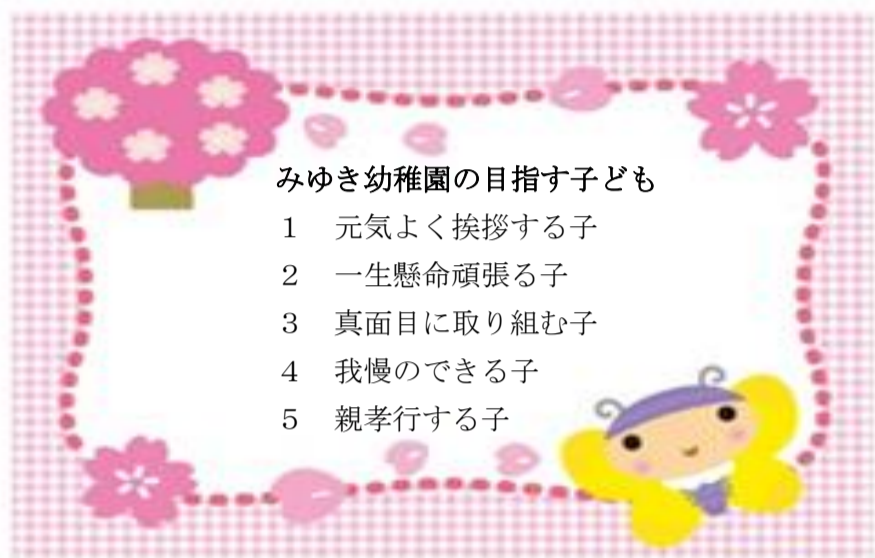 みゆき幼稚園の目指す子ども
１　元気よく挨拶する子
２　一生懸命頑張る子
３　真面目に取り組む子
４　我慢のできる子
５　親孝行する子